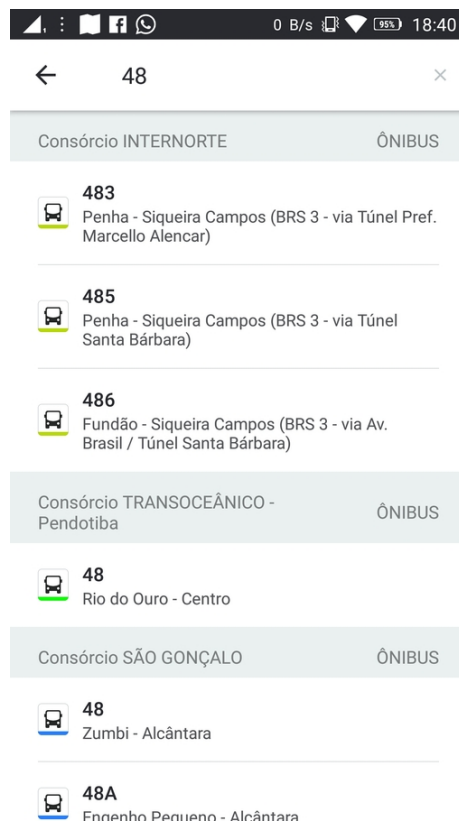 0 B/s 95% 18:40
48
Consórcio INTERNORTE ÔNIBUS
483
Penha - Siqueira Campos (BRS 3 - via Túnel Pref.
Marcello Alencar)
485
Penha - Siqueira Campos (BRS 3 - via Túnel
Santa Bárbara)
486
Fundão - Siqueira Campos (BRS 3 - via Av.
Brasil / Túnel Santa Bárbara)
Consórcio TRANSOCEÂNICO -
Pendotiba
ÔNIBUS
48
Rio do Ouro - Centro
Consórcio SÃO GONÇALO ÔNIBUS
48
Zumbi - Alcântara
48A
Engenho Pequeno - Alcântara